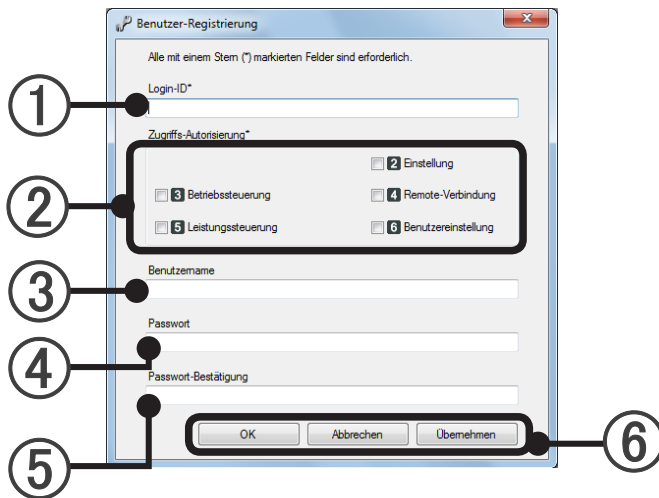 Benutzer-Registrierung
Alle mit einem Stern (*) markierten Felder sind erforderlich.
① Login-ID*
Zugriffs-Autorisierung*
2 Einstellung
② 3 Betriebssteuerung 4 Remote-Verbindung
5 Leistungssteuerung 6 Benutzereinstellung
③ Benutzername
④ Passwort
⑤ Passwort-Bestätigung
OK Abbrechen Übernehmen ⑥